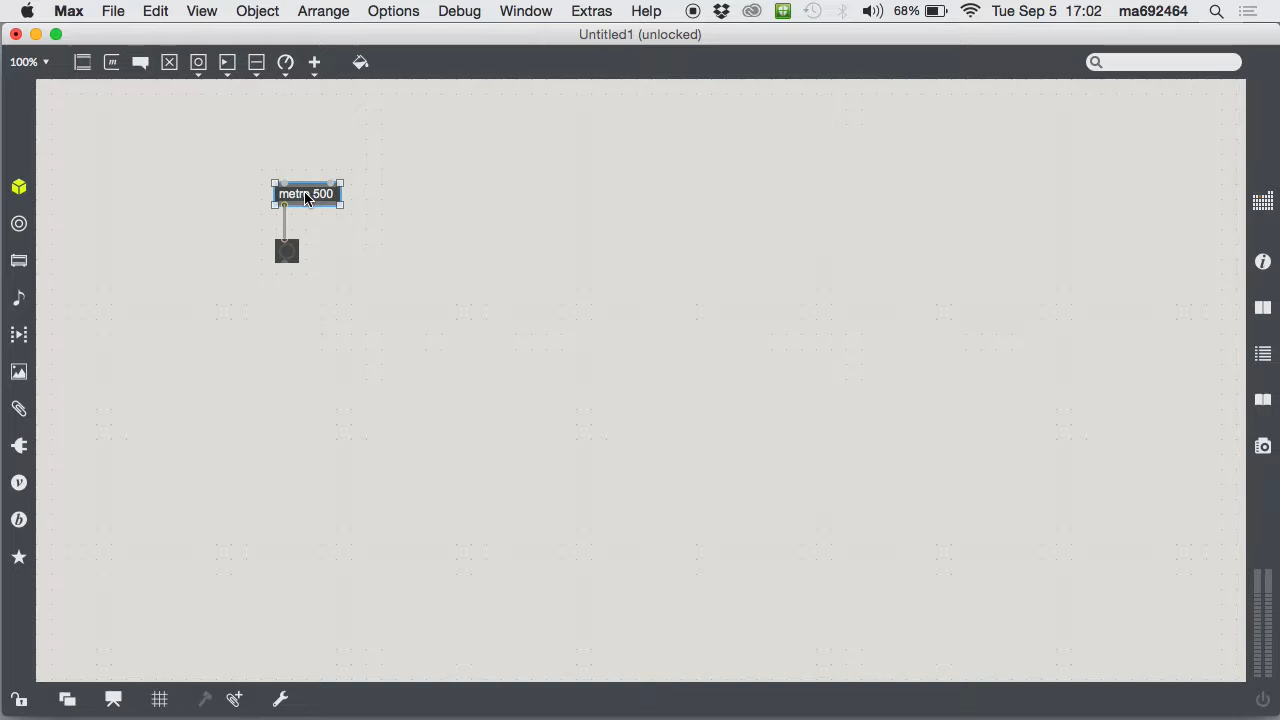 Max File Edit View Object Arrange Options Debug Window Extras Help 68% Tue Sep 5 17:02 ma692464
Untitled1 (unlocked)
100%
m
metro 500
v
b